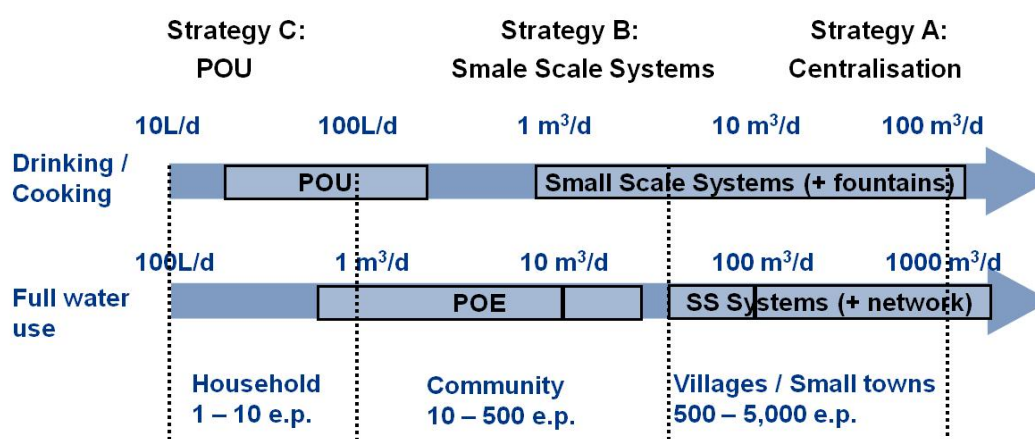 Strategy C:
POU
Strategy B:
Smale Scale Systems
Strategy A:
Centralisation
10L/d 100L/d 1 m³/d 10 m³/d 100 m³/d
Drinking /
Cooking
POU Small Scale Systems (+ fountains)
100L/d 1 m³/d 10 m³/d 100 m³/d 1000 m³/d
Full water
use
POE SS Systems (+ network)
Household
1 – 10 e.p.
Community
10 – 500 e.p.
Villages / Small towns
500 – 5,000 e.p.